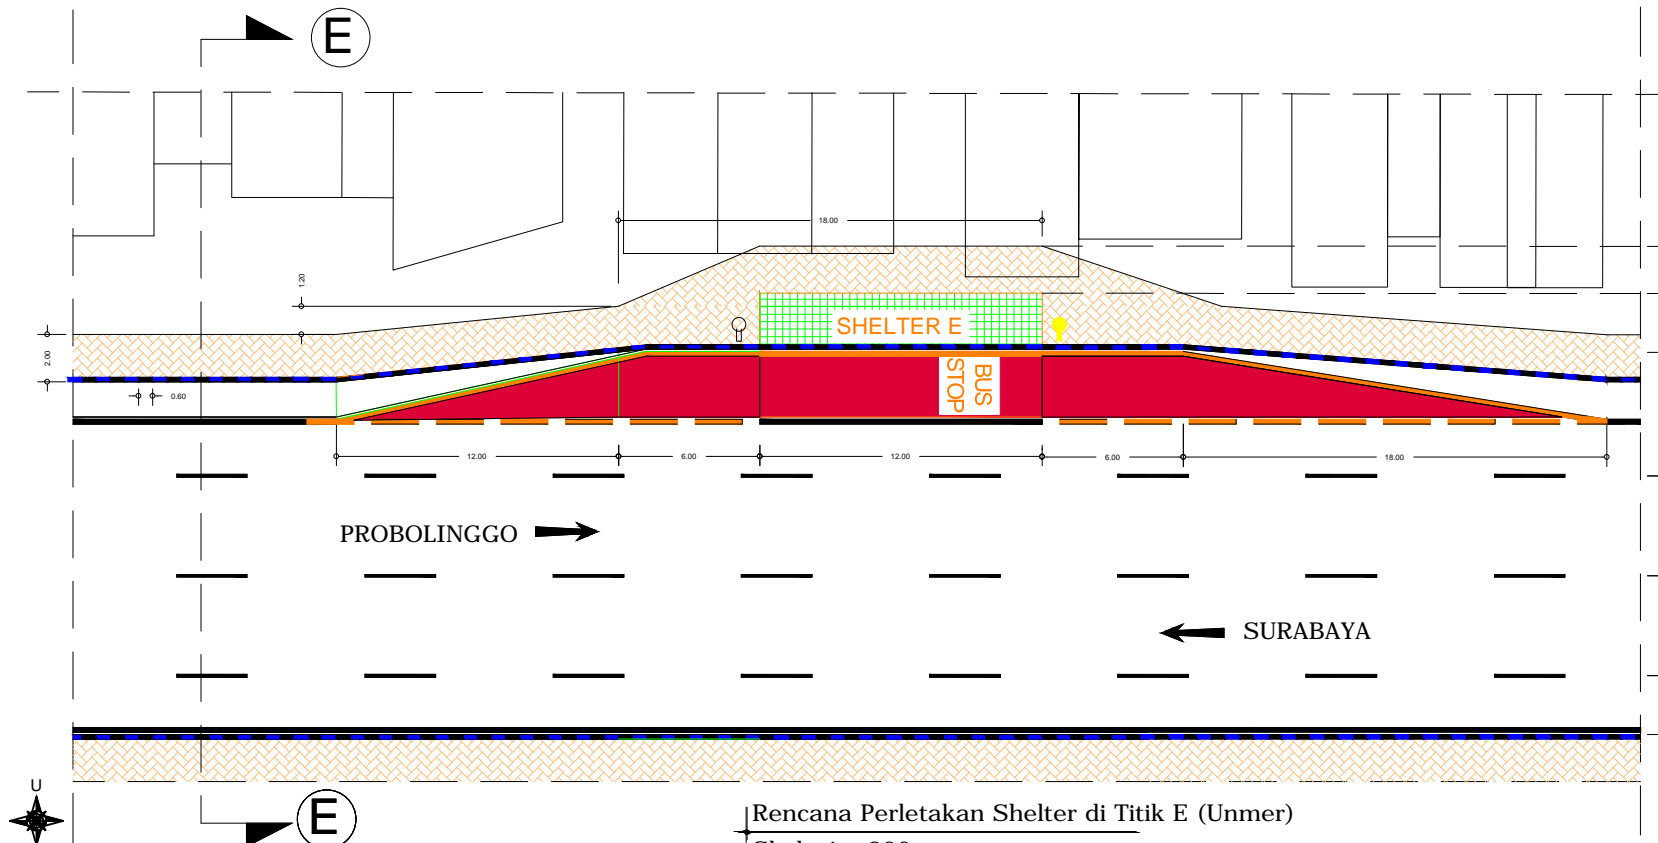 E
18.00
1.20
2.00
SHELTER E
BUS
STOP
0.60
12.00
6.00
12.00
6.00
18.00
PROBOLINGGO
SURABAYA
U
E
Rencana Perletakan Shelter di Titik E (Unmer)